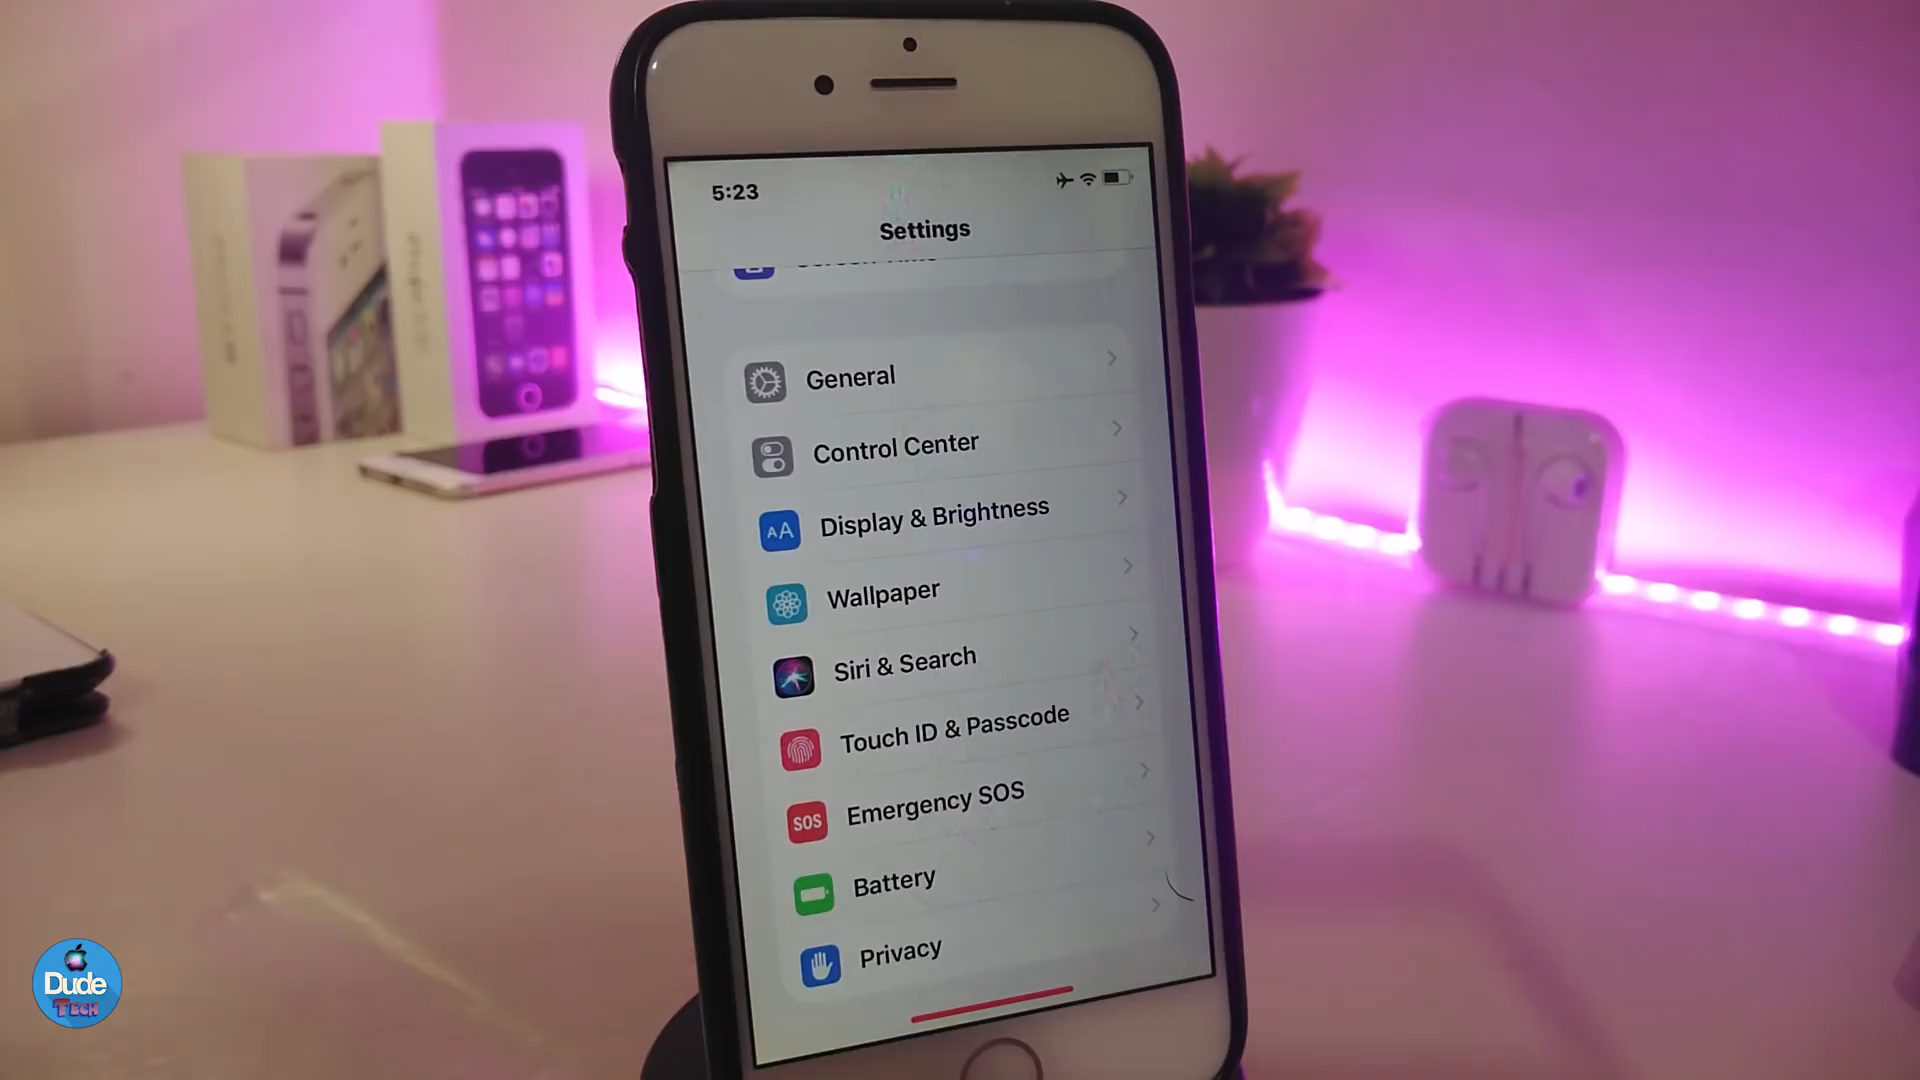 5:23
Settings
General
Control Center
AA
Display & Brightness
Wallpaper
Siri & Search
Touch ID & Passcode
SOS
Emergency SOS
Battery
Privacy
Dude
TECH